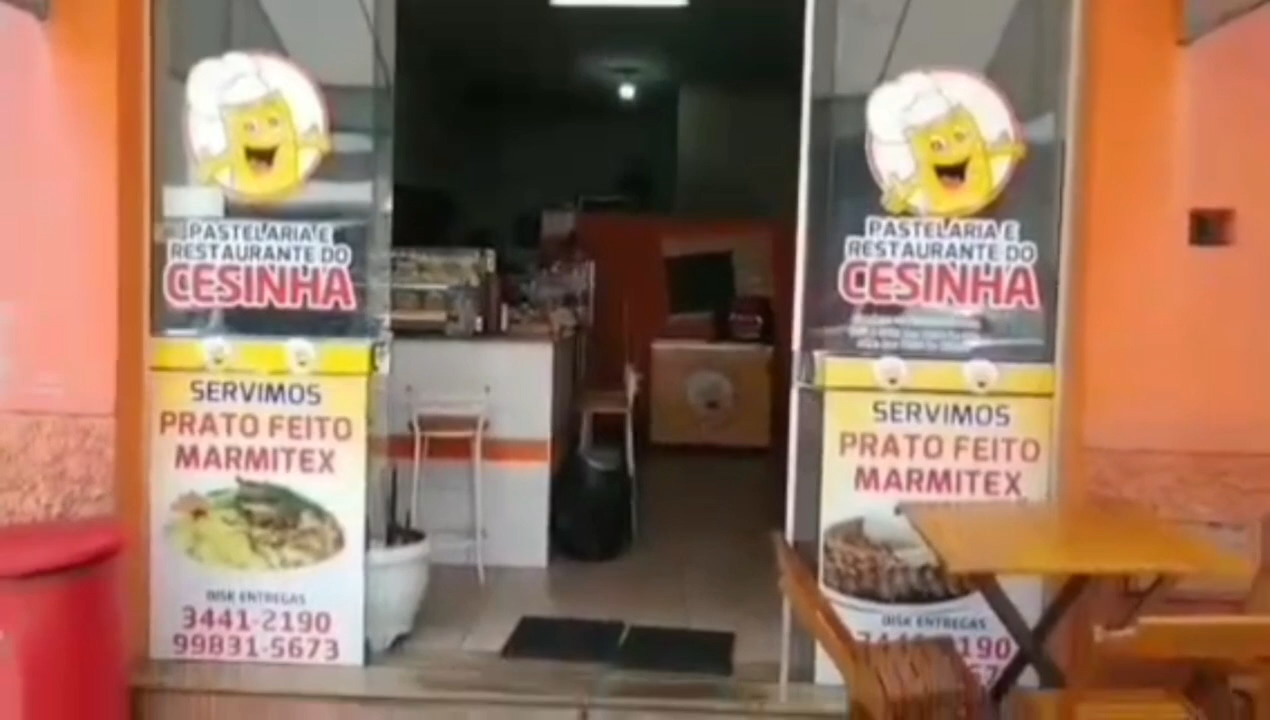 PASTELARIA E
RESTAURANTE DO
CESINHA
SERVIMOS
PRATO FEITO
MARMITEX
DISK ENTREGAS
3441-2190
99831-5673
PASTELARIA E
RESTAURANTE DO
CESINHA
SERVIMOS
PRATO FEITO
MARMITEX
DISK ENTREGAS